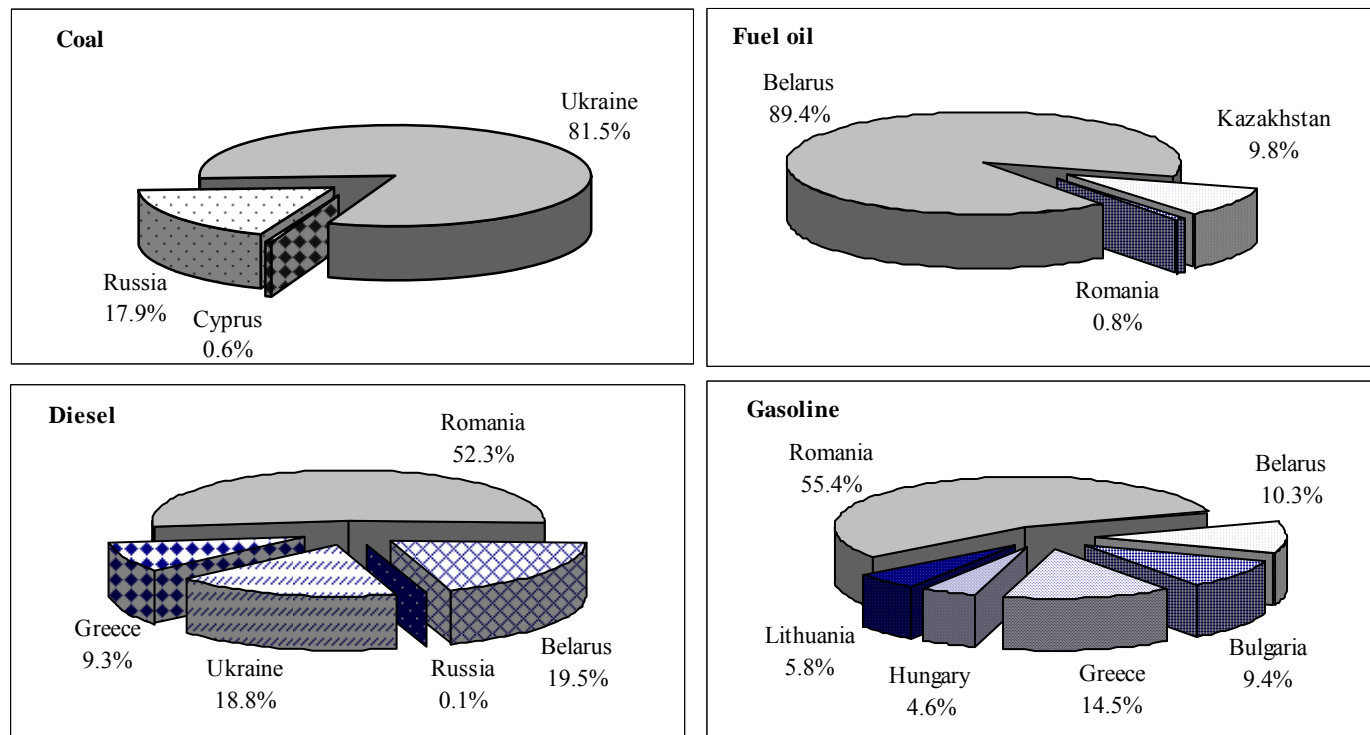 Coal
Ukraine
81.5%
Russia
17.9%
Cyprus
0.6%
Fuel oil
Belarus
89.4%
Kazakhstan
9.8%
Romania
0.8%
Diesel
Romania
52.3%
Greece
9.3%
Ukraine
18.8%
Russia
0.1%
Belarus
19.5%
Gasoline
Romania
55.4%
Belarus
10.3%
Lithuania
5.8%
Hungary
4.6%
Greece
14.5%
Bulgaria
9.4%